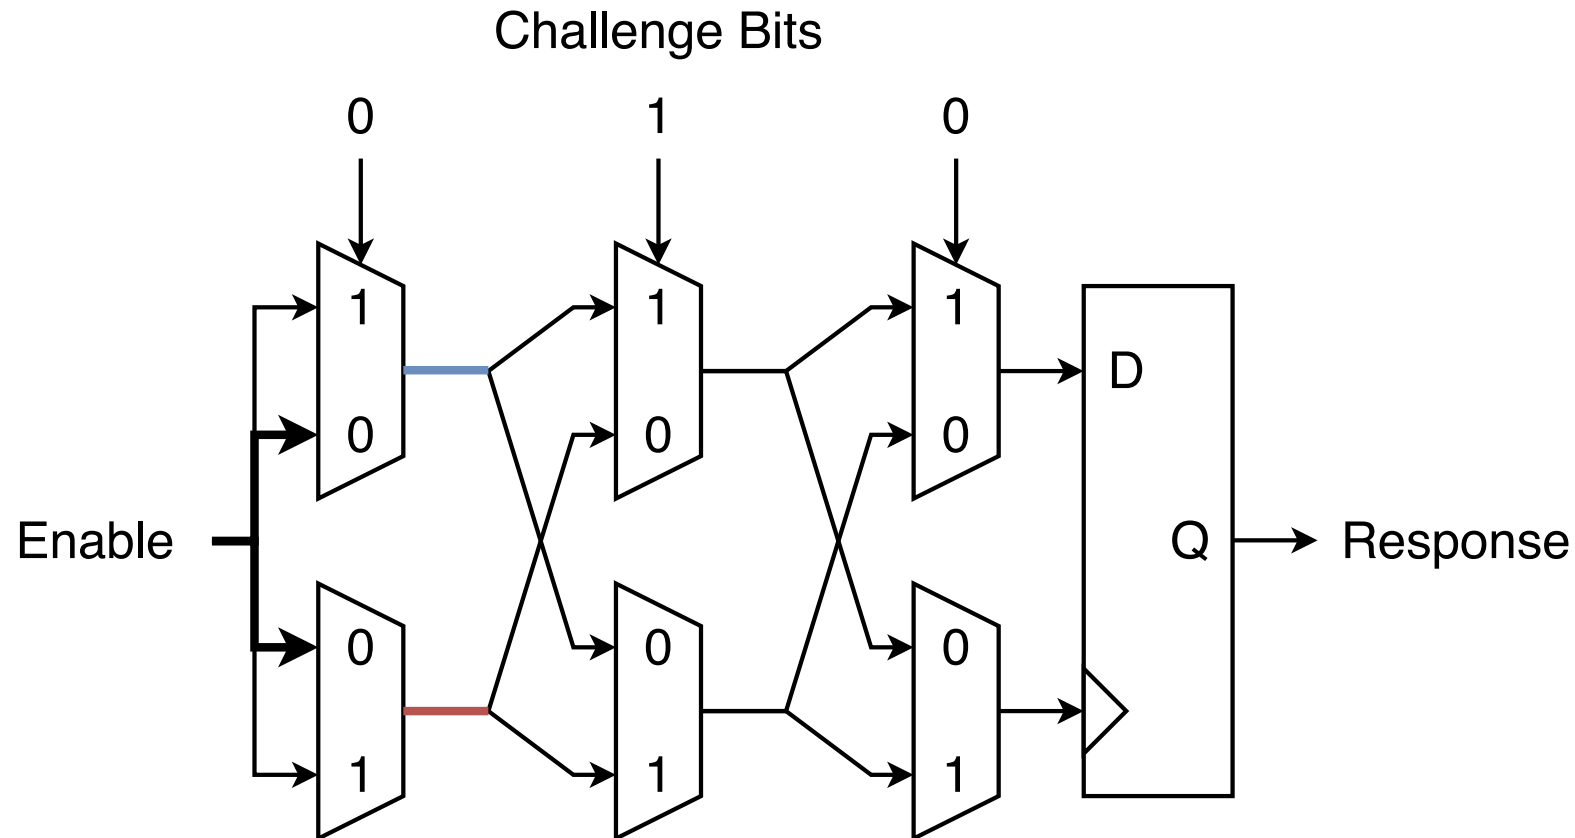 Challenge Bits
0 1 0
1 1 1
D
0 0 0
Enable Q Response
0 0 0
1 1 1